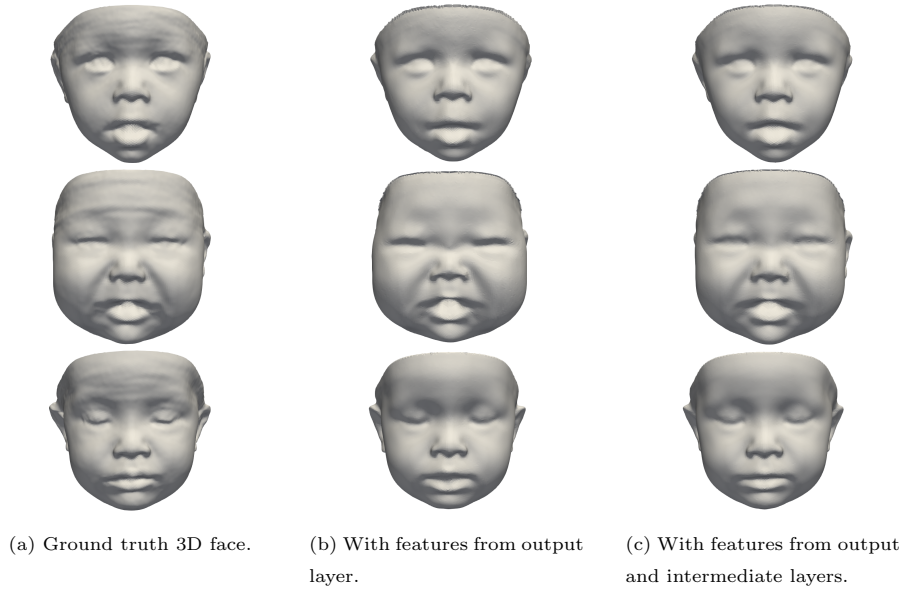 (a) Ground truth 3D face.
(b) With features from output
layer.
(c) With features from output
and intermediate layers.